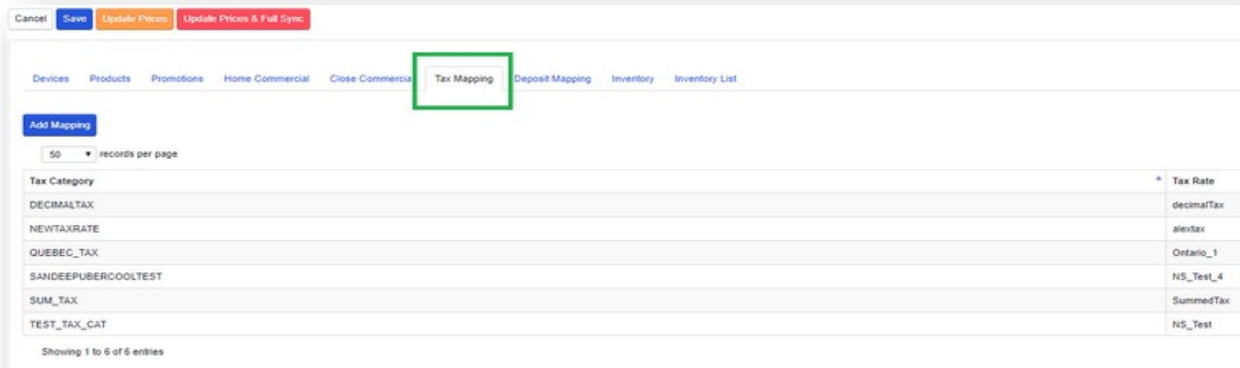 Cancel Save Update Prices Update Prices & Full Sync
Devices Products Promotions Home Commercial Close Commercia Tax Mapping Deposit Mapping Inventory Inventory List
Add Mapping
50 records per page
Tax Category Tax Rate
DECIMALTAX decimalTax
NEWTAXRATE alextax
QUEBEC_TAX Ontario_1
SANDEEPUBERCOOLTEST NS_Test_4
SUM_TAX SummedTax
TEST_TAX_CAT NS_Test
Showing 1 to 6 of 6 entries